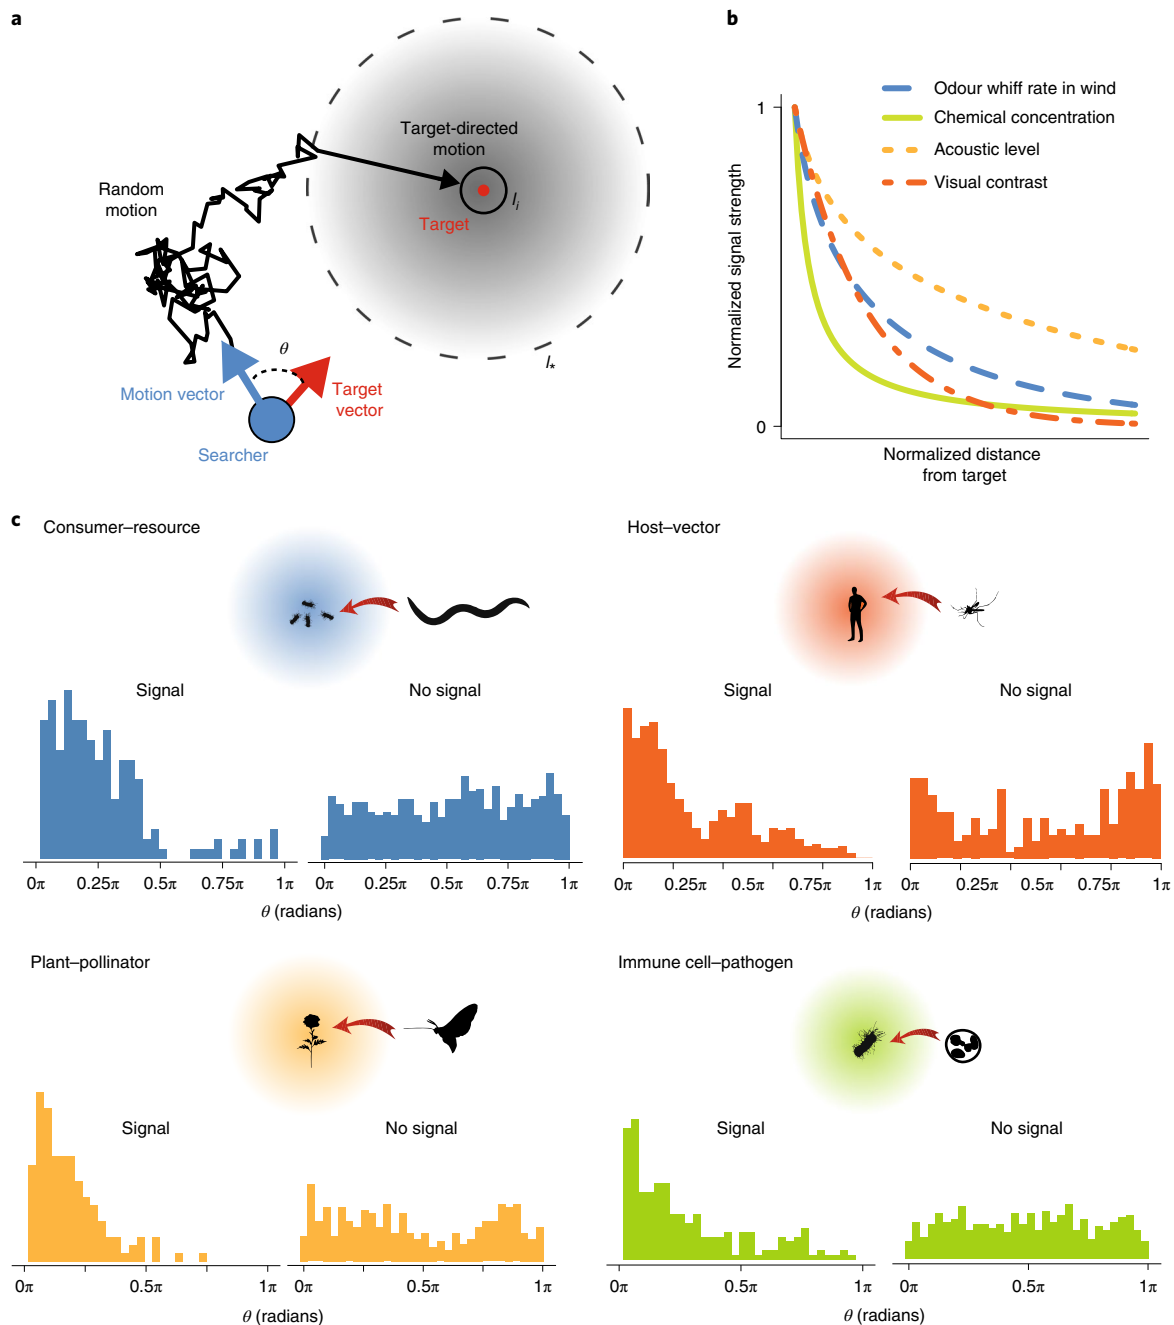 a
Target-directed
motion
Random
motion
l_i
Target
θ
l_⋆
Motion vector
Target
vector
Searcher
b
Odour whiff rate in wind
Chemical concentration
Acoustic level
Visual contrast
1
0
Normalized signal strength
Normalized distance
from target
c
Consumer–resource
Signal
No signal
0π 0.25π 0.5π 0.75π 1π
0π 0.25π 0.5π 0.75π 1π
θ (radians)
Host–vector
Signal
No signal
0π 0.25π 0.5π 0.75π 1π
0π 0.25π 0.5π 0.75π 1π
θ (radians)
Plant–pollinator
Signal
No signal
0π 0.5π 1π
0π 0.5π 1π
θ (radians)
Immune cell–pathogen
Signal
No signal
0π 0.5π 1π
0π 0.5π 1π
θ (radians)